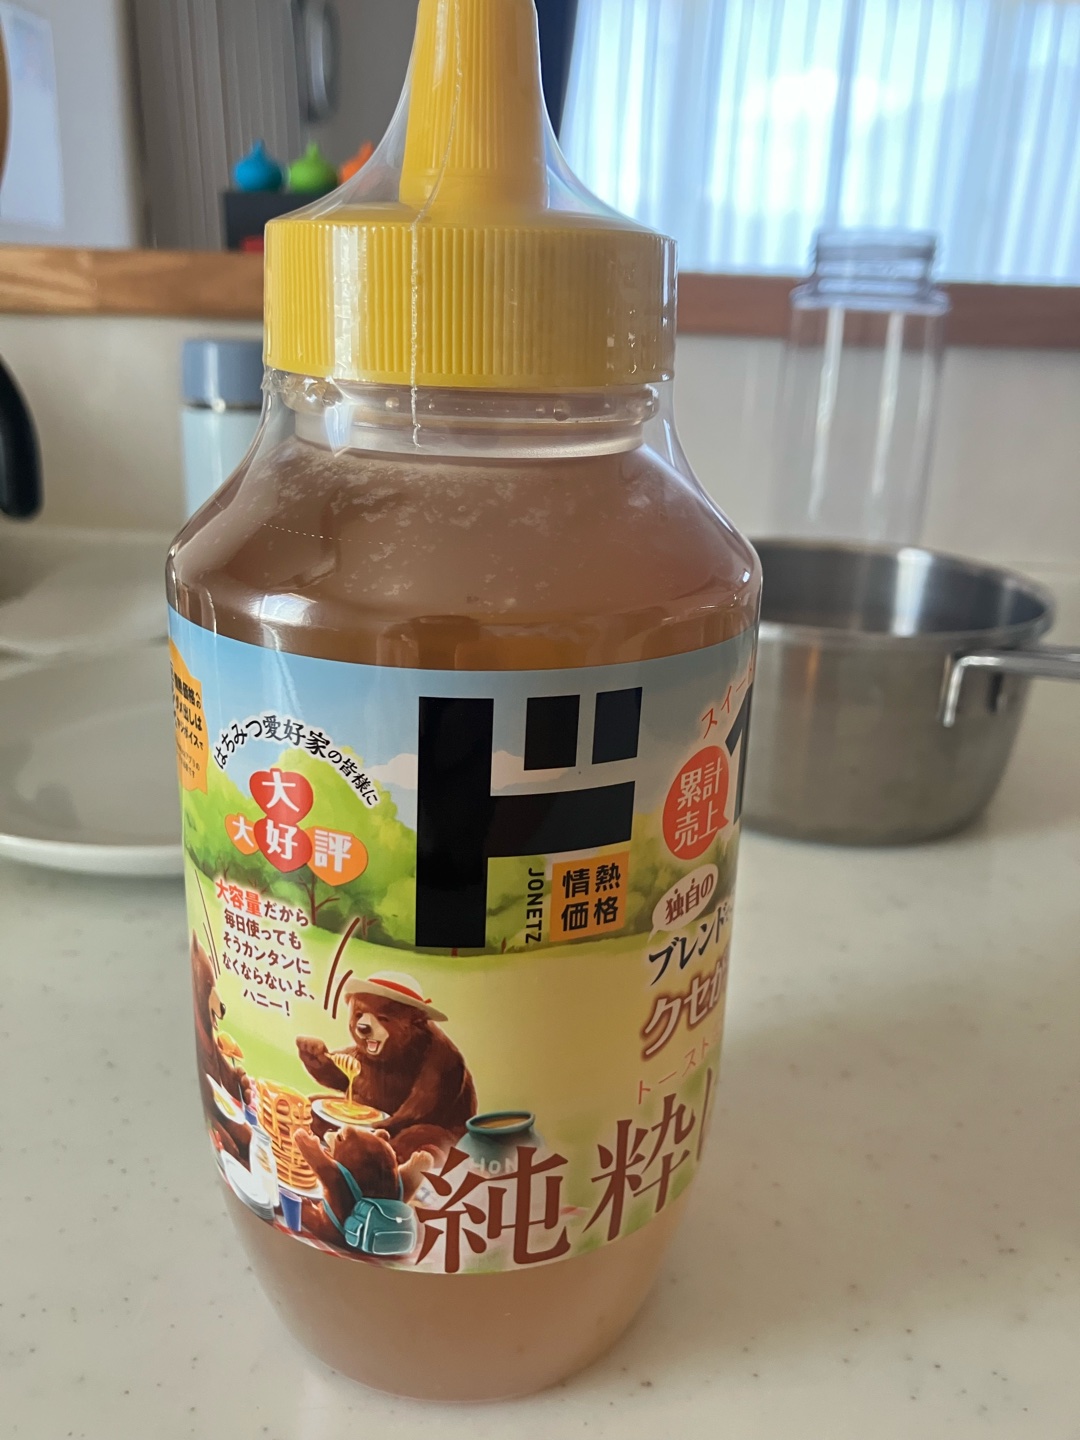 はちみつ愛好家の皆様に
大
大好評
大容量だから
毎日使っても
そうカンタンに
なくならないよ、
ハニー!
ド
JONETZ
情熱
価格
スイー
累計
売上
独自の
ブレンド
クセが
トースト
純粋
HON